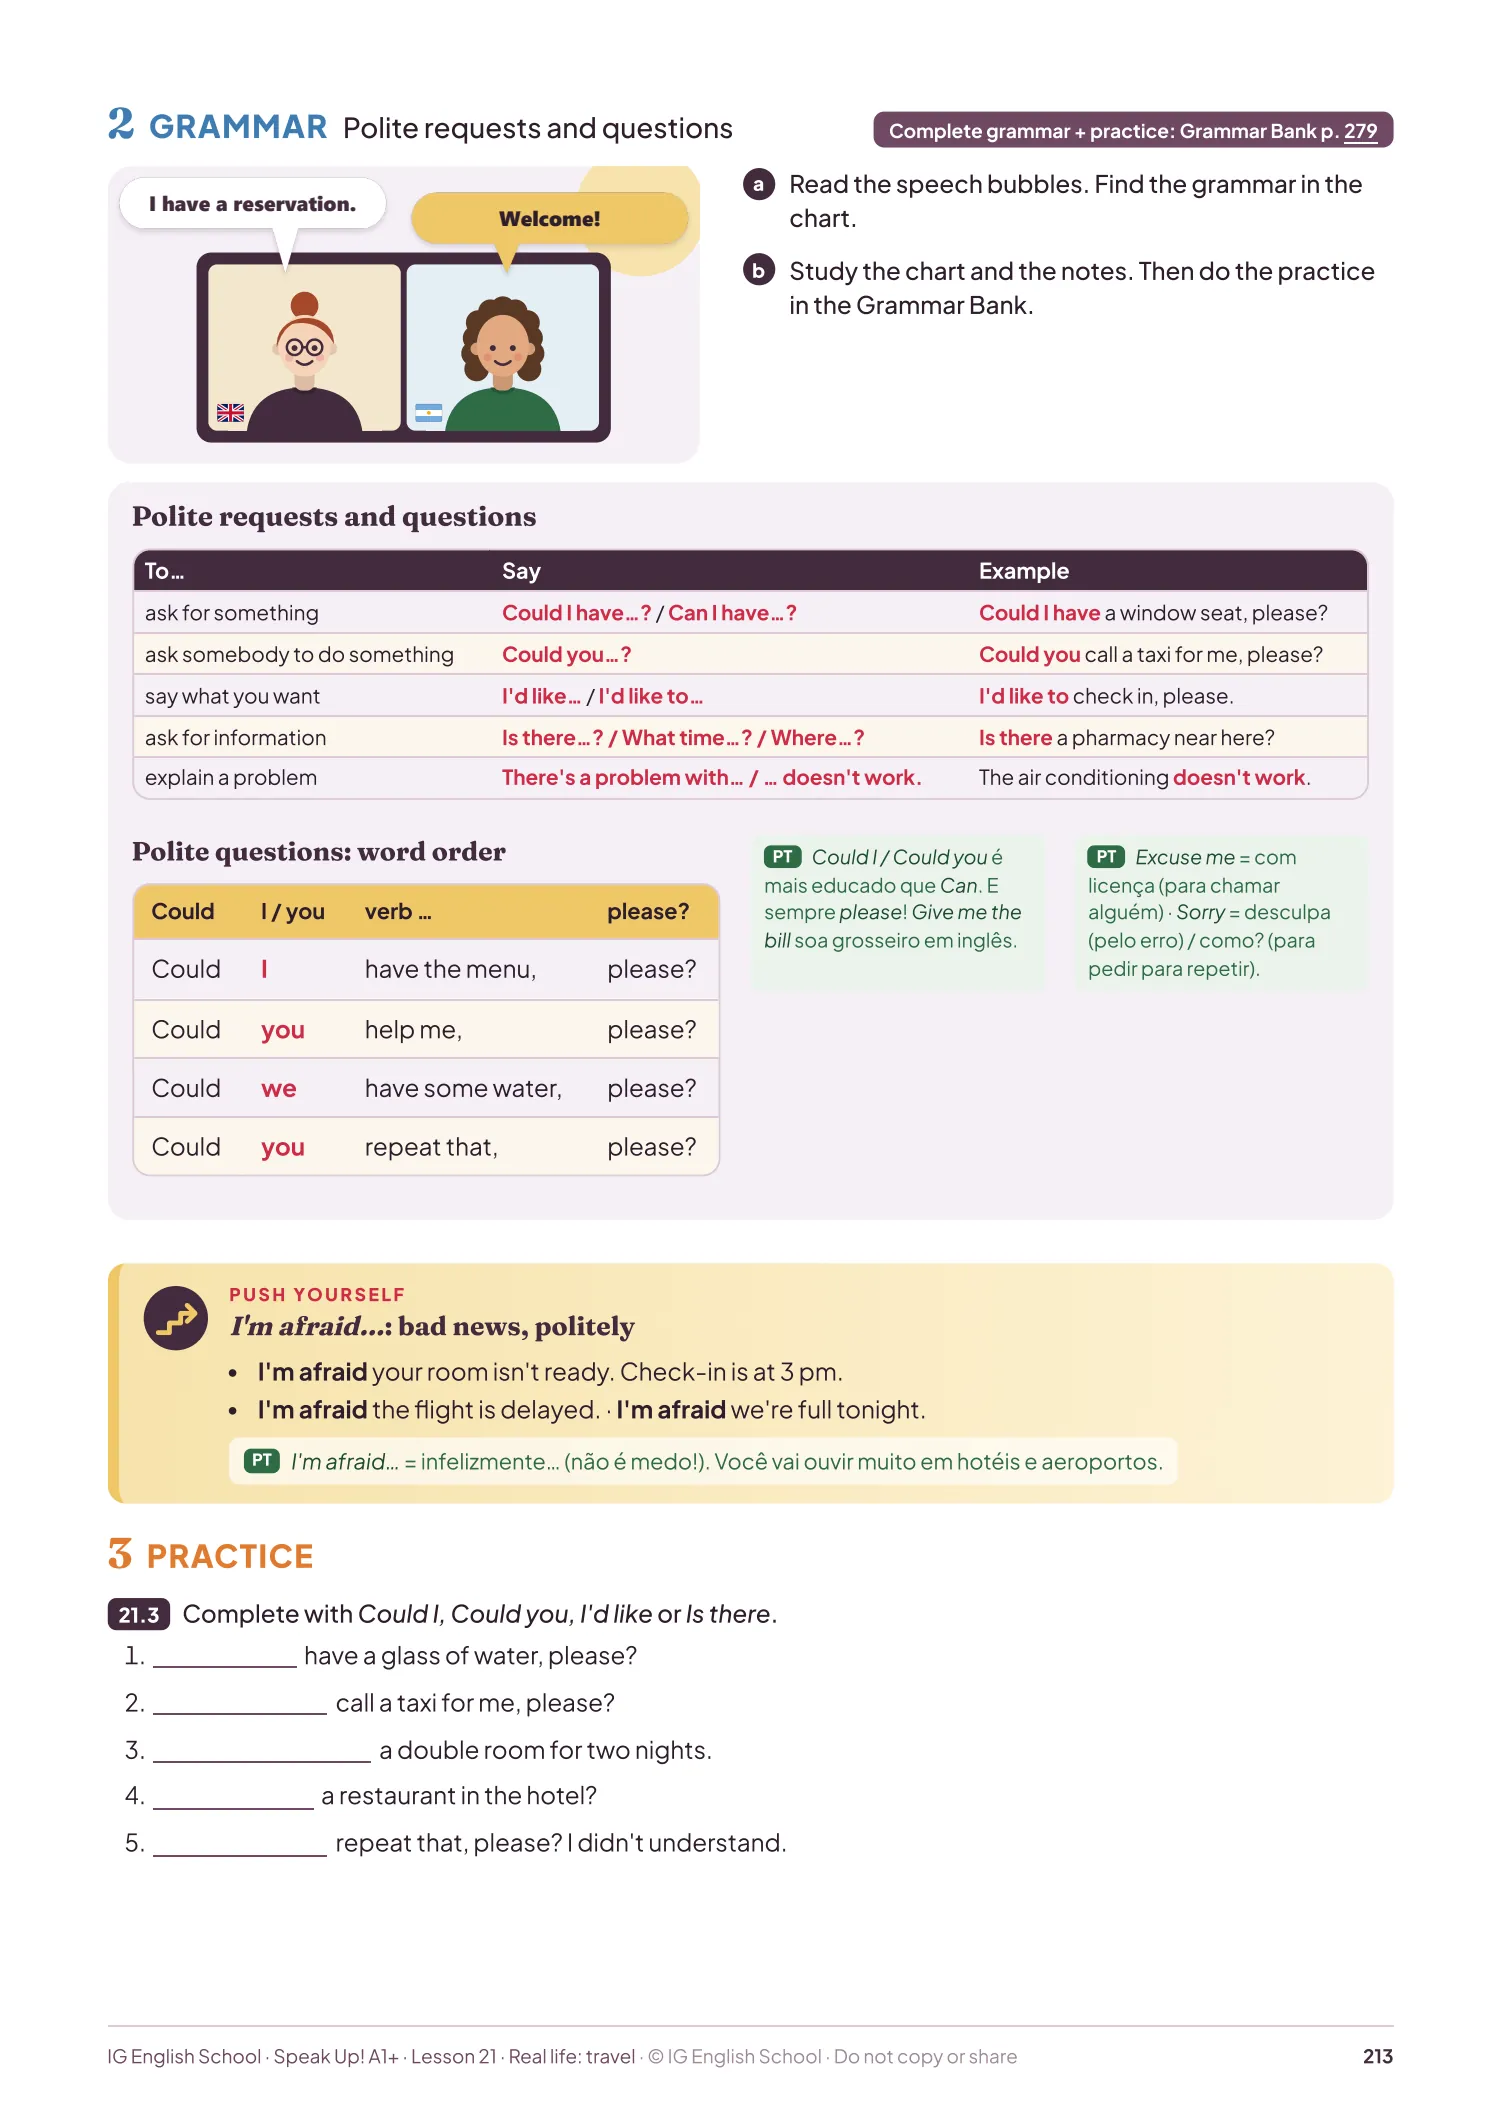 2 GRAMMAR Polite requests and questions
Complete grammar + practice: Grammar Bank p. 279
I have a reservation.
Welcome!
a Read the speech bubbles. Find the grammar in the
chart.
b Study the chart and the notes. Then do the practice
in the Grammar Bank.
Polite requests and questions
To… Say Example
ask for something Could I have…? / Can I have…? Could I have a window seat, please?
ask somebody to do something Could you…? Could you call a taxi for me, please?
say what you want I'd like… / I'd like to… I'd like to check in, please.
ask for information Is there…? / What time…? / Where…? Is there a pharmacy near here?
explain a problem There's a problem with… / … doesn't work. The air conditioning doesn't work.
Polite questions: word order
Could I / you verb … please?
Could I have the menu, please?
Could you help me, please?
Could we have some water, please?
Could you repeat that, please?
PT Could I / Could you é
mais educado que Can. E
sempre please! Give me the
bill soa grosseiro em inglês.
PT Excuse me = com
licença (para chamar
alguém) · Sorry = desculpa
(pelo erro) / como? (para
pedir para repetir).
PUSH YOURSELF
I'm afraid…: bad news, politely
• I'm afraid your room isn't ready. Check-in is at 3 pm.
• I'm afraid the flight is delayed. · I'm afraid we're full tonight.
PT I'm afraid… = infelizmente… (não é medo!). Você vai ouvir muito em hotéis e aeroportos.
3 PRACTICE
21.3 Complete with Could I, Could you, I'd like or Is there.
1. ____________ have a glass of water, please?
2. ______________ call a taxi for me, please?
3. __________________ a double room for two nights.
4. _____________ a restaurant in the hotel?
5. ______________ repeat that, please? I didn't understand.
IG English School · Speak Up! A1+ · Lesson 21 · Real life: travel · © IG English School · Do not copy or share
213